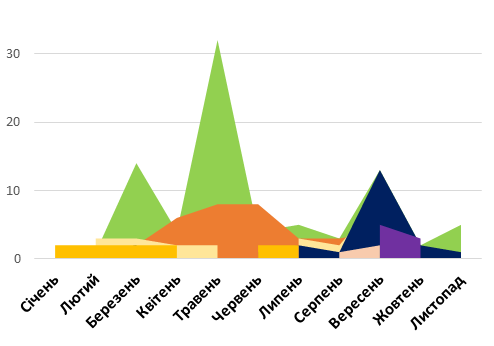 30
20
10
0
Січень
Лютий
Березень
Квітень
Травень
Червень
Липень
Серпень
Вересень
Жовтень
Листопад